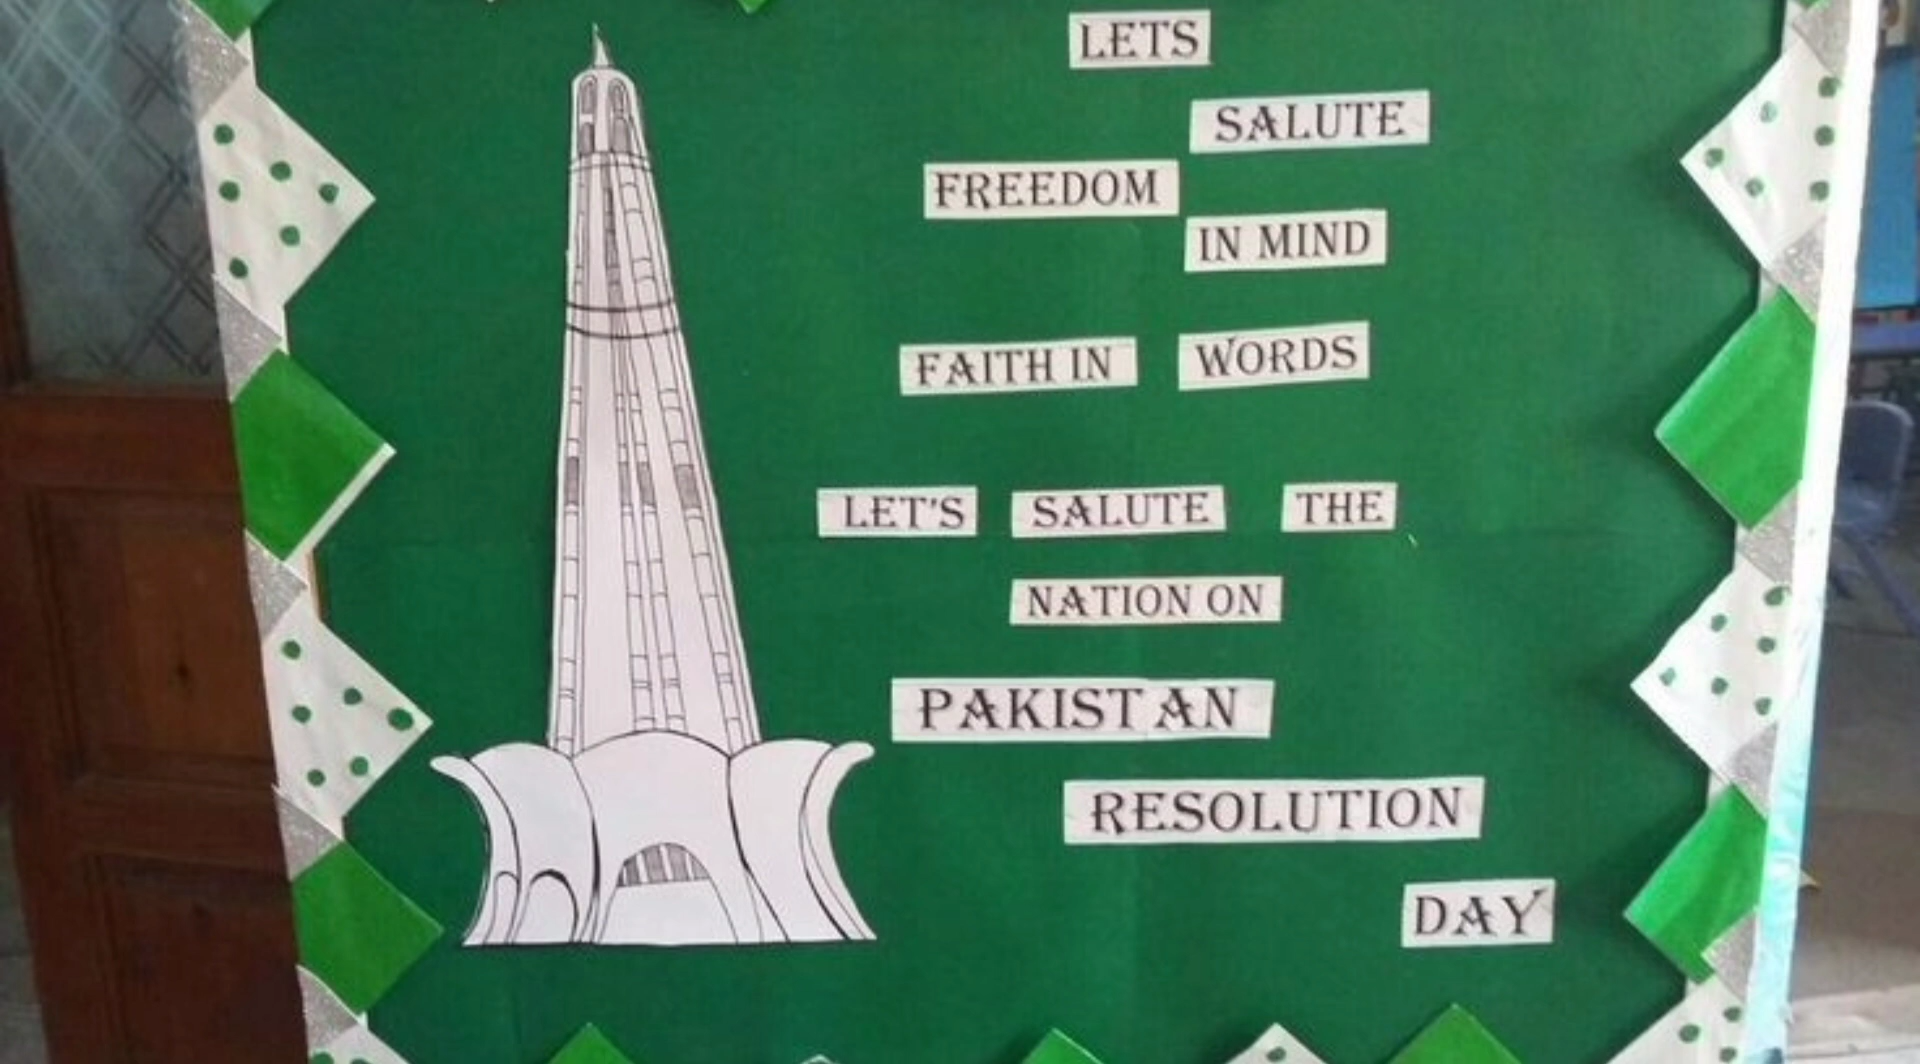 LETS
SALUTE
FREEDOM
IN MIND
FAITH IN WORDS
LET'S SALUTE THE
NATION ON
PAKISTAN
RESOLUTION
DAY